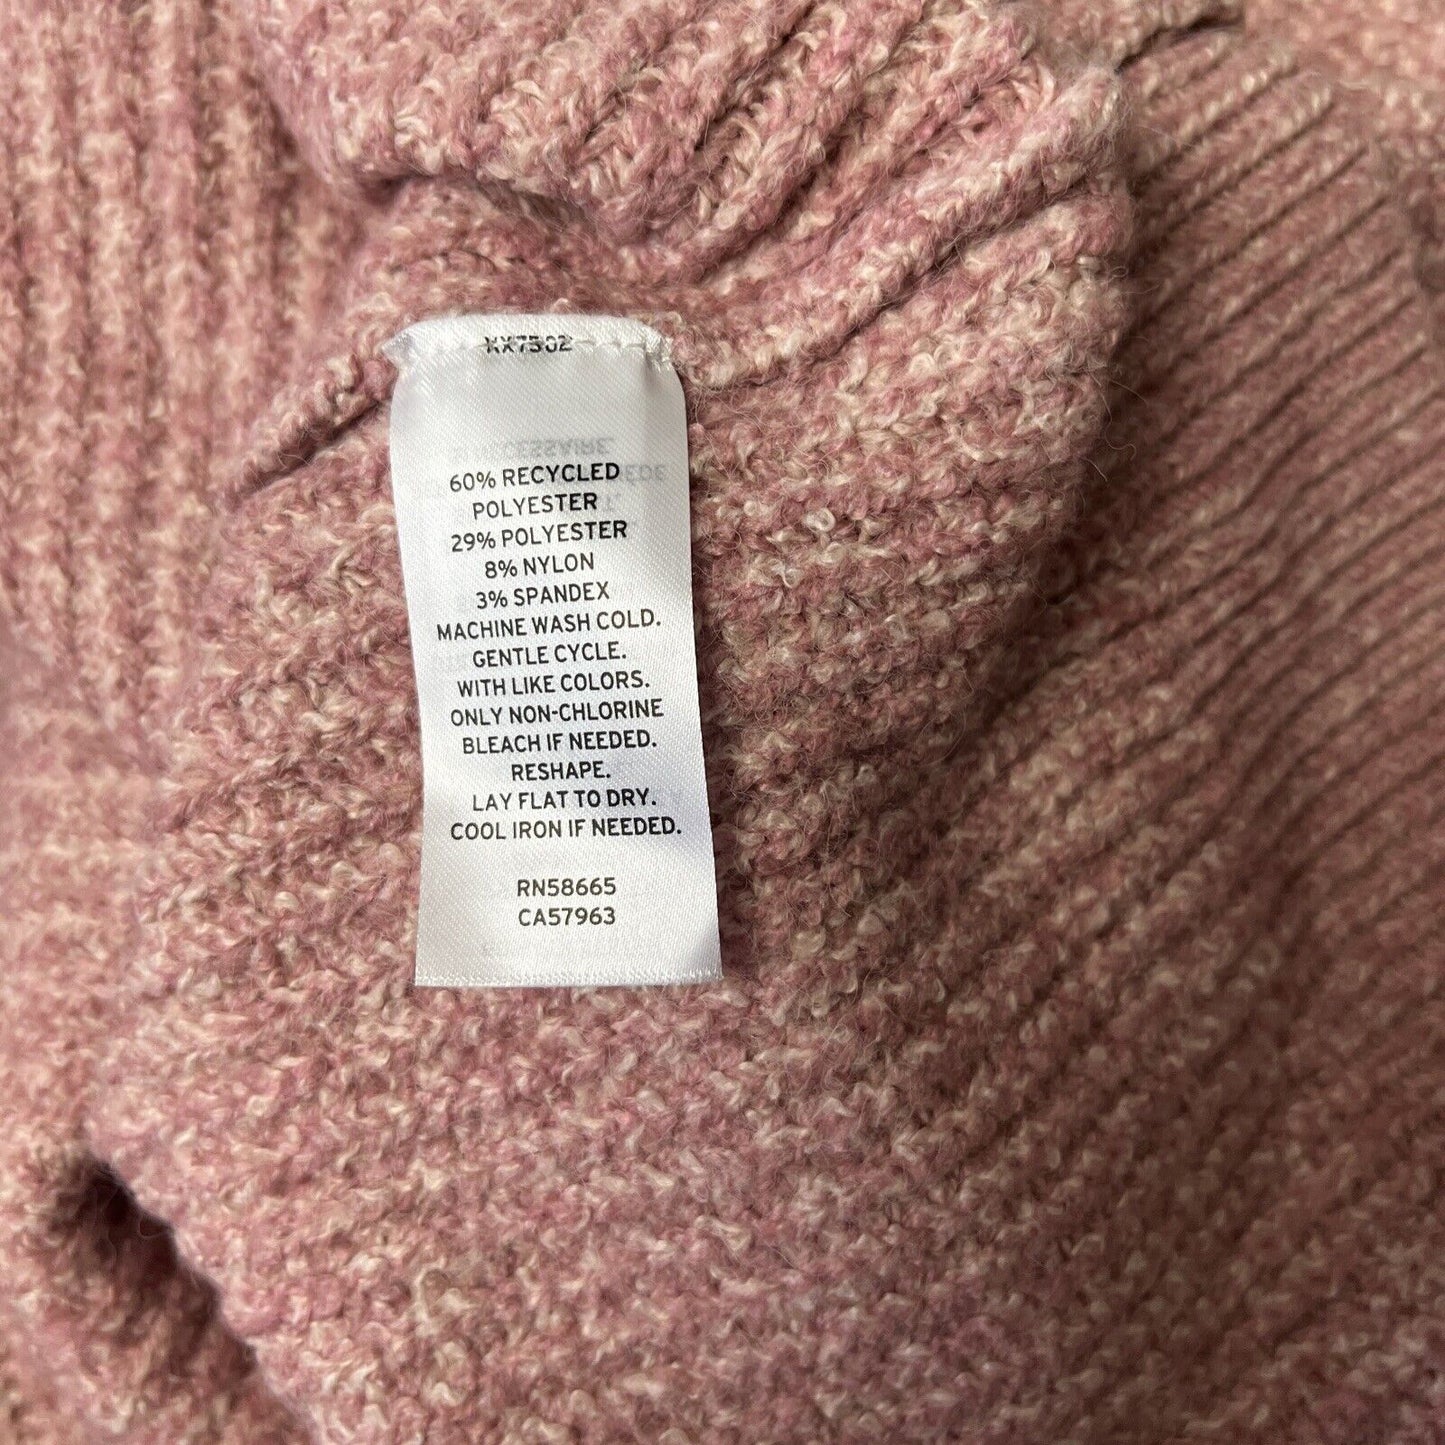 60% RECYCLED
POLYESTER
29% POLYESTER
8% NYLON
3% SPANDEX
MACHINE WASH COLD.
GENTLE CYCLE.
WITH LIKE COLORS.
ONLY NON-CHLORINE
BLEACH IF NEEDED.
RESHAPE.
LAY FLAT TO DRY.
COOL IRON IF NEEDED.
RN58665
CA57963